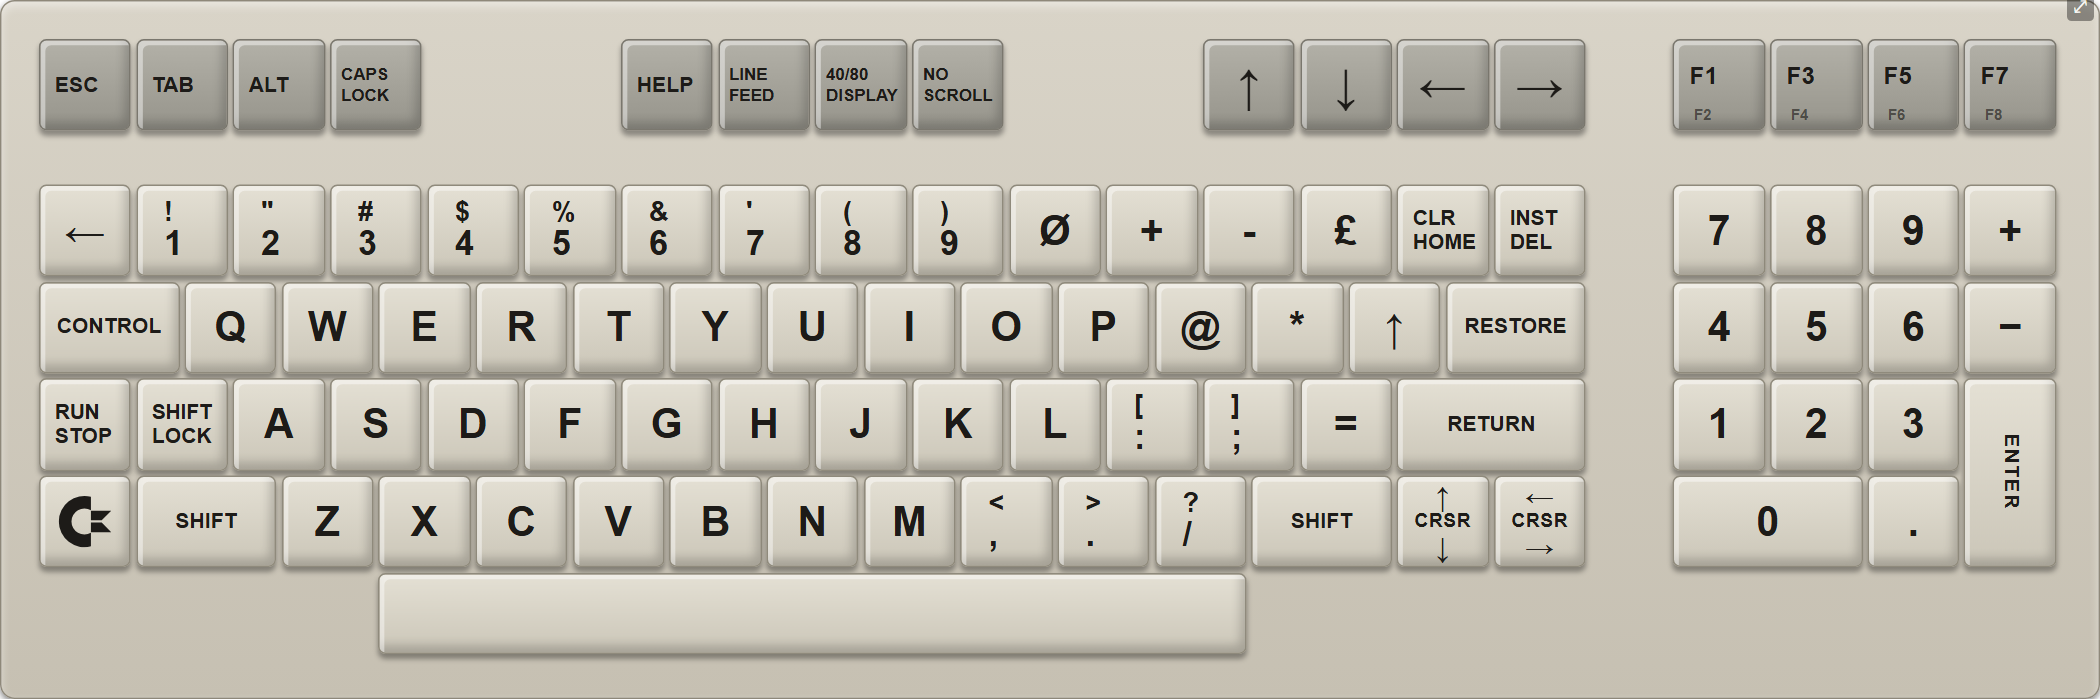 ESC TAB ALT CAPS LOCK HELP LINE FEED 40/80 DISPLAY NO SCROLL ↑ ↓ ← → F1 F3 F5 F7
F2 F4 F6 F8
! " # $ % & ' ( )
← 1 2 3 4 5 6 7 8 9 Ø + - £ CLR HOME INST DEL 7 8 9 +
CONTROL Q W E R T Y U I O P @ * ↑ RESTORE 4 5 6 −
RUN STOP SHIFT LOCK A S D F G H J K L [ : ] ; = RETURN 1 2 3 ENTER
SHIFT Z X C V B N M < , > . ? / SHIFT ↑ CRSR ↓ ← CRSR → 0 .